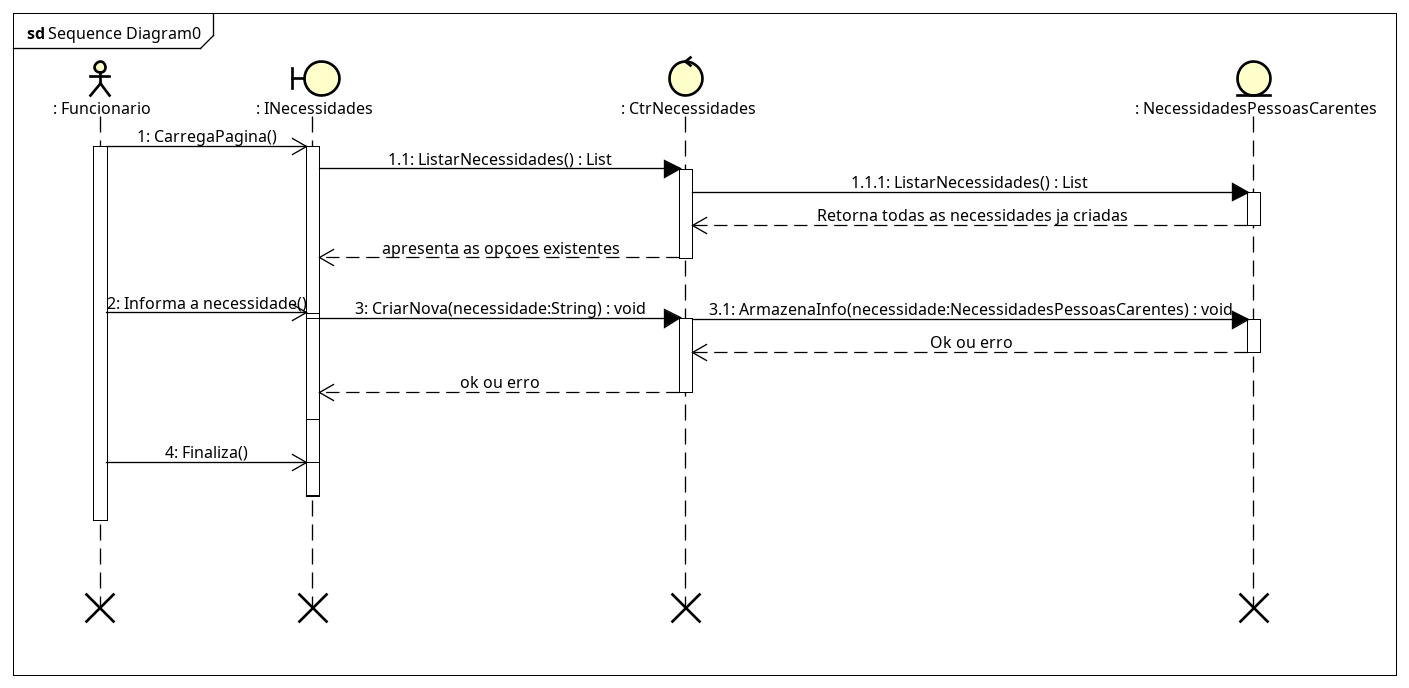 sd Sequence Diagram0
: Funcionario
: INecessidades
: CtrNecessidades
: NecessidadesPessoasCarentes
1: CarregaPagina()
1.1: ListarNecessidades() : List
1.1.1: ListarNecessidades() : List
Retorna todas as necessidades ja criadas
apresenta as opçoes existentes
2: Informa a necessidade()
3: CriarNova(necessidade:String) : void
3.1: ArmazenaInfo(necessidade:NecessidadesPessoasCarentes) : void
Ok ou erro
ok ou erro
4: Finaliza()